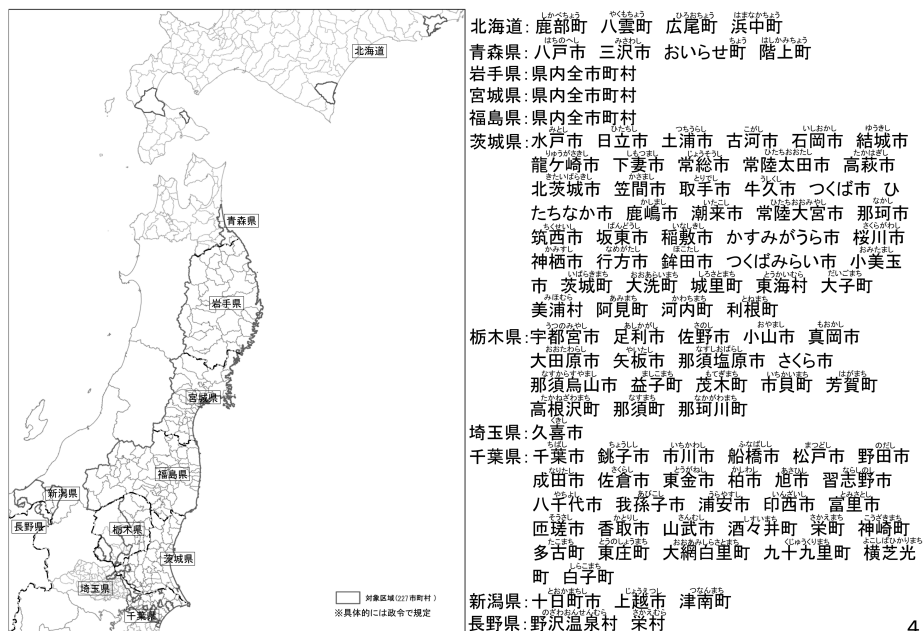 北海道
青森県
岩手県
宮城県
福島県
新潟県
長野県
栃木県
茨城県
埼玉県
千葉県
対象区域(227市町村)
※具体的には政令で規定
北海道：鹿部町 八雲町 広尾町 浜中町
青森県：八戸市 三沢市 おいらせ町 階上町
岩手県：県内全市町村
宮城県：県内全市町村
福島県：県内全市町村
茨城県：水戸市 日立市 土浦市 古河市 石岡市 結城市
龍ケ崎市 下妻市 常総市 常陸太田市 高萩市
北茨城市 笠間市 取手市 牛久市 つくば市 ひ
たちなか市 鹿嶋市 潮来市 常陸大宮市 那珂市
筑西市 坂東市 稲敷市 かすみがうら市 桜川市
神栖市 行方市 鉾田市 つくばみらい市 小美玉
市 茨城町 大洗町 城里町 東海村 大子町
美浦村 阿見町 河内町 利根町
栃木県：宇都宮市 足利市 佐野市 小山市 真岡市
大田原市 矢板市 那須塩原市 さくら市
那須烏山市 益子町 茂木町 市貝町 芳賀町
高根沢町 那須町 那珂川町
埼玉県：久喜市
千葉県：千葉市 銚子市 市川市 船橋市 松戸市 野田市
成田市 佐倉市 東金市 柏市 旭市 習志野市
八千代市 我孫子市 浦安市 印西市 富里市
匝瑳市 香取市 山武市 酒々井町 栄町 神崎町
多古町 東庄町 大網白里町 九十九里町 横芝光
町 白子町
新潟県：十日町市 上越市 津南町
長野県：野沢温泉村 栄村
4